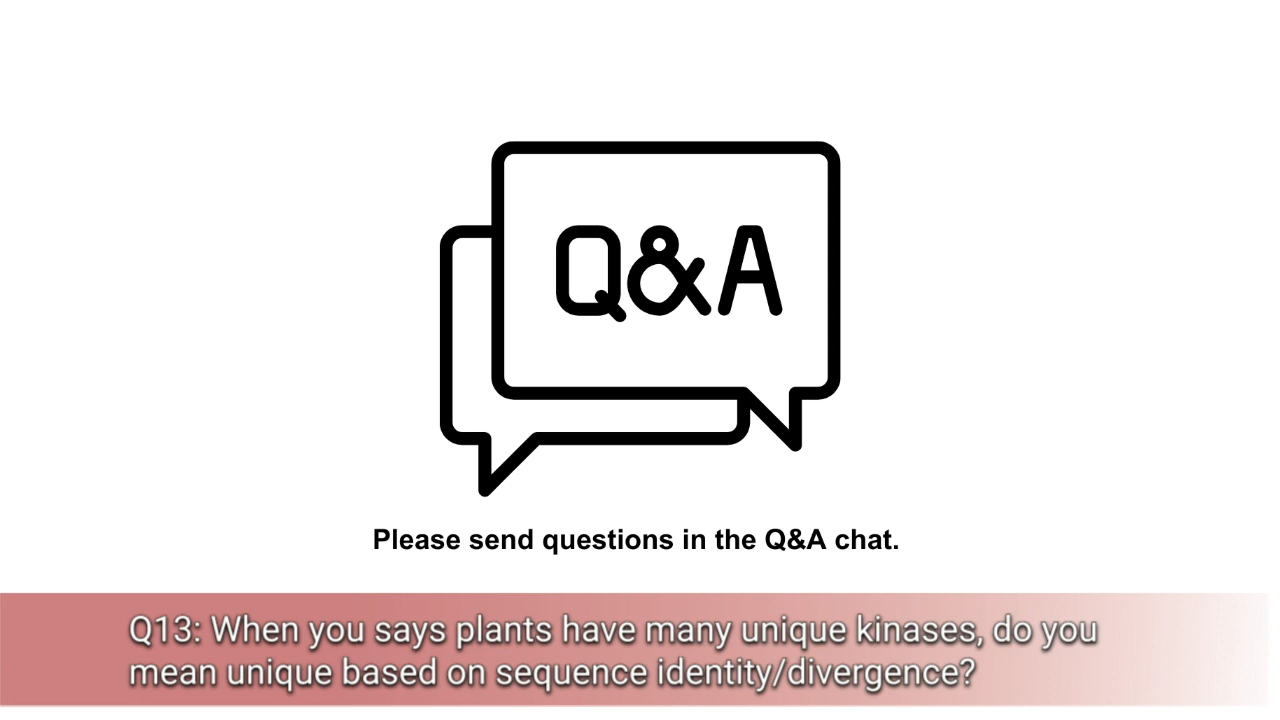 Q&A
Please send questions in the Q&A chat.
Q13: When you says plants have many unique kinases, do you
mean unique based on sequence identity/divergence?